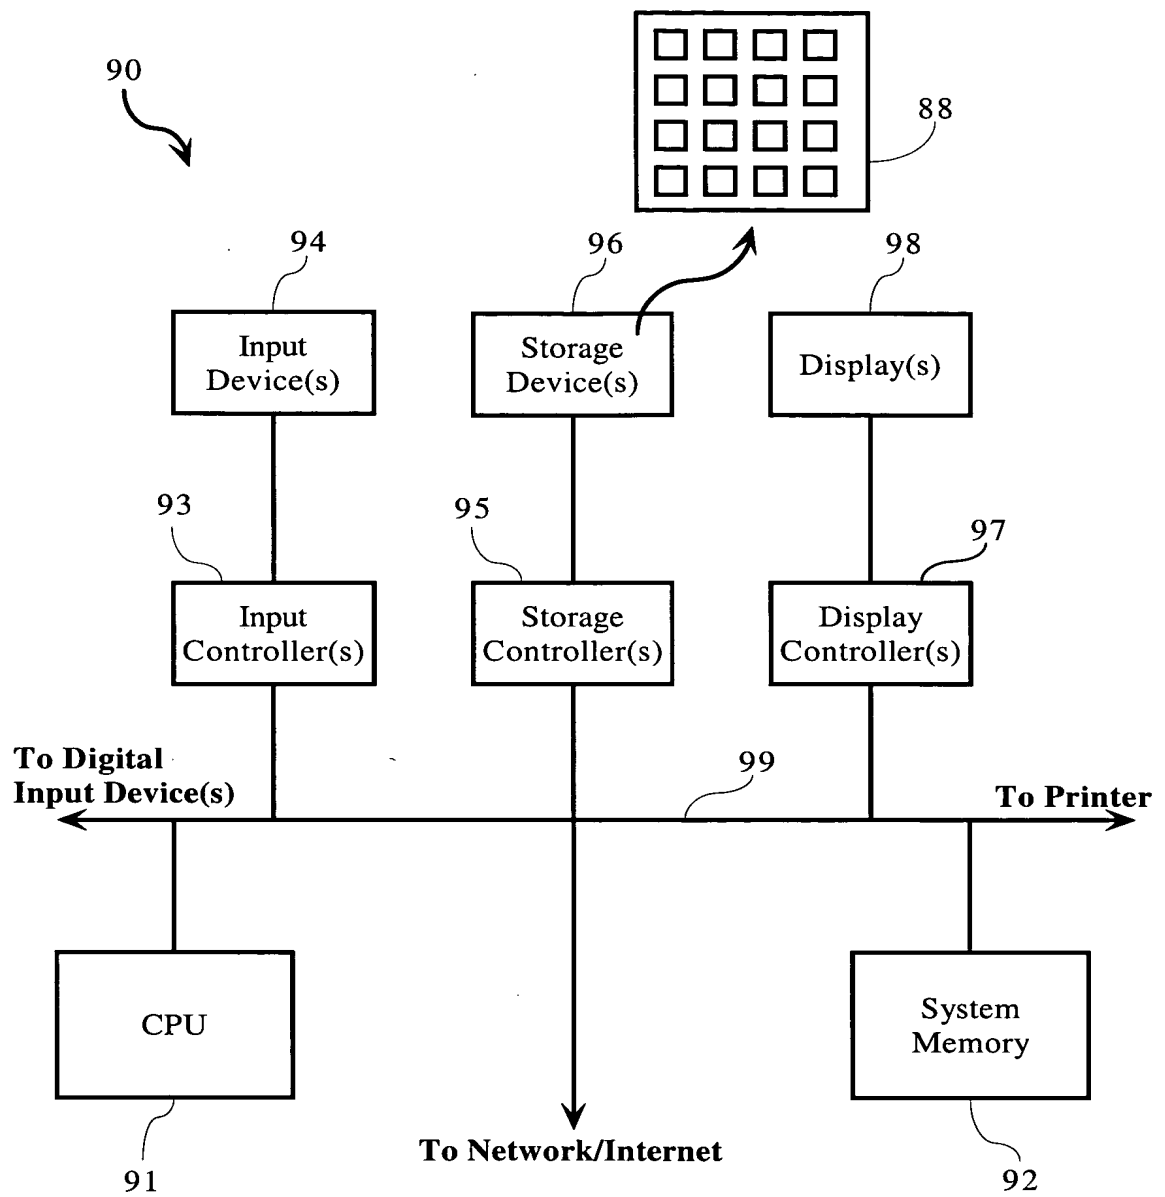 90
88
94
96
98
Input
Device(s)
Storage
Device(s)
Display(s)
93
95
97
Input
Controller(s)
Storage
Controller(s)
Display
Controller(s)
To Digital
Input Device(s)
99
To Printer
CPU
System
Memory
To Network/Internet
91
92